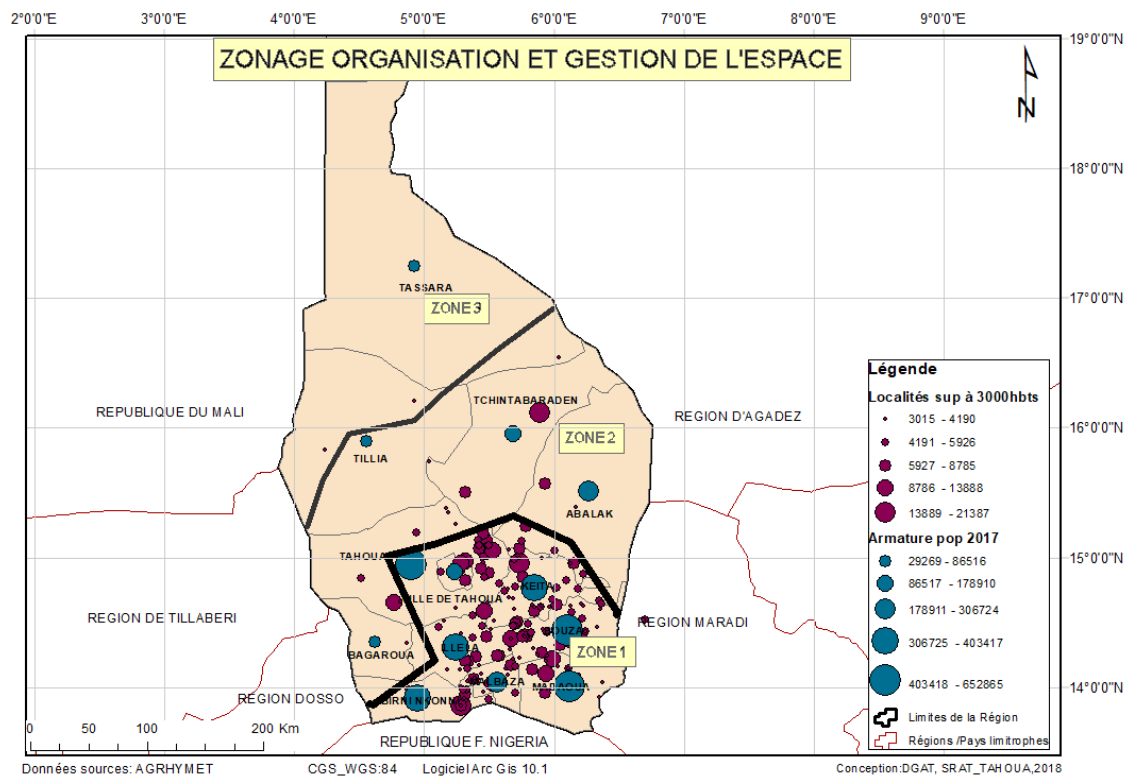 2°0'0"E 3°0'0"E 4°0'0"E 5°0'0"E 6°0'0"E 7°0'0"E 8°0'0"E 9°0'0"E
ZONAGE ORGANISATION ET GESTION DE L'ESPACE
19°0'0"N
N
18°0'0"N
TASSARA
ZONE 3
17°0'0"N
TCHINTABARADEN
REPUBLIQUE DU MALI
REGION D'AGADEZ
16°0'0"N
ZONE 2
TILLIA
ABALAK
TAHOUA
15°0'0"N
KEITA
VILLE DE TAHOUA
REGION DE TILLABERI
REGION MARADI
BOUZA
ILLELA
BAGAROUA
ZONE 1
MALBAZA
MADAOUA
14°0'0"N
REGION DOSSO
BIRNI N'KONNI
REPUBLIQUE F. NIGERIA
0 50 100 200 Km
Légende
Localités sup à 3000hbts
3015 - 4190
4191 - 5926
5927 - 8785
8786 - 13888
13889 - 21387
Armature pop 2017
29269 - 86516
86517 - 178910
178911 - 306724
306725 - 403417
403418 - 652865
Limites de la Région
Régions /Pays limitrophes
Données sources: AGRHYMET CGS_WGS:84 Logiciel Arc Gis 10.1 Conception:DGAT, SRAT_TAHOUA,2018